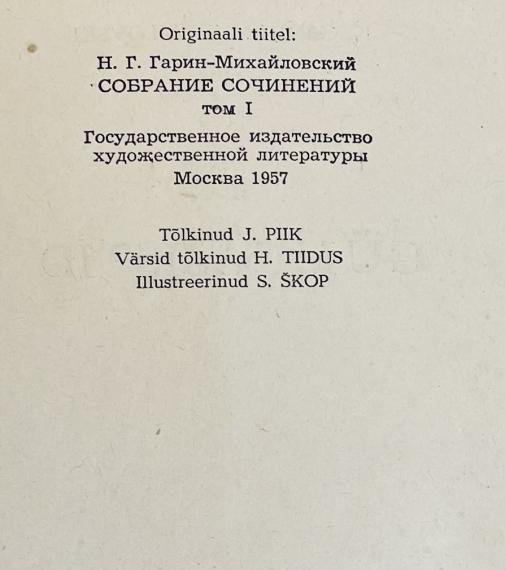 Originaali tiitel:
Н. Г. Гарин-Михайловский
СОБРАНИЕ СОЧИНЕНИЙ
том I
Государственное издательство
художественной литературы
Москва 1957
Tõlkinud J. PIIK
Värsid tõlkinud H. TIIDUS
Illustreerinud S. ŠKOP